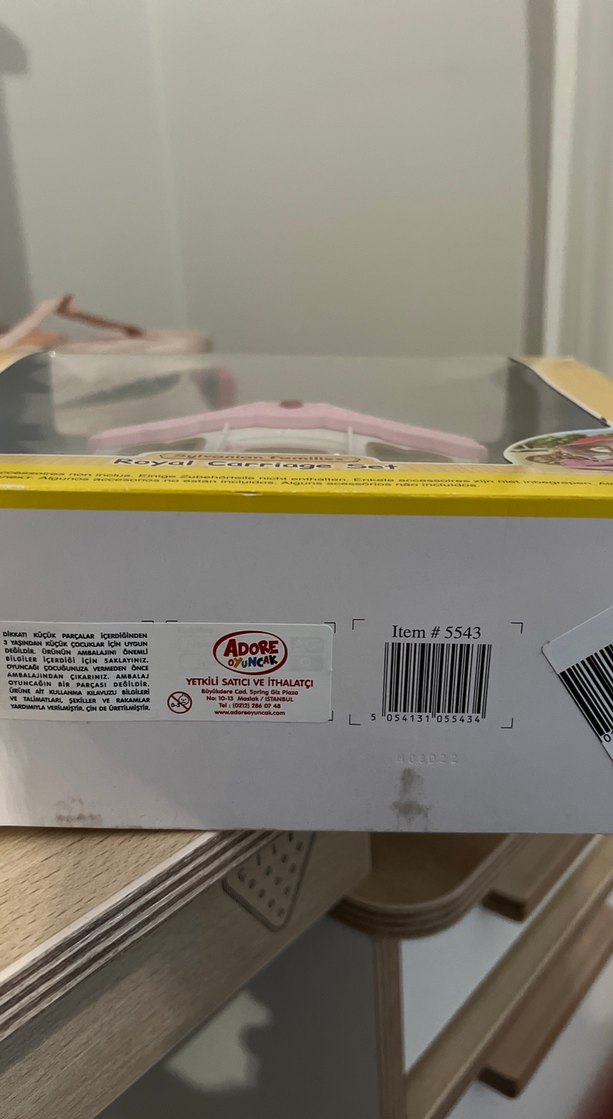 Sylvanian Families
Royal Carriage Set
accessoires non inclus. Einige Zubehörteile nicht enthalten. Enkele accessoires zijn niet inbegrepen.
Algunos accesorios no están incluidos. Alguns acessórios não incluídos.
DİKKAT! KÜÇÜK PARÇALAR İÇERDİĞİNDEN
3 YAŞINDAN KÜÇÜK ÇOCUKLAR İÇİN UYGUN
DEĞİLDİR. ÜRÜNÜN AMBALAJINI ÖNEMLİ
BİLGİLER İÇERDİĞİ İÇİN SAKLAYINIZ.
OYUNCAĞI ÇOCUĞUNUZA VERMEDEN ÖNCE
AMBALAJINDAN ÇIKARINIZ. AMBALAJ
OYUNCAĞIN BİR PARÇASI DEĞİLDİR.
ÜRÜNE AİT KULLANMA KILAVUZU BİLGİLERİ
VE TALİMATLARI, ŞEKİLLER VE RAKAMLAR
YARDIMIYLA VERİLMİŞTİR. ÇİN DE ÜRETİLMİŞTİR.
ADORE
OYUNCAK
YETKİLİ SATICI VE İTHALATÇI
Büyükdere Cad. Spring Giz Plaza
No: 10-13 Maslak / İSTANBUL
Tel : (0212) 286 07 48
www.adoreoyuncak.com
0-3
Item # 5543
5 054131 055434